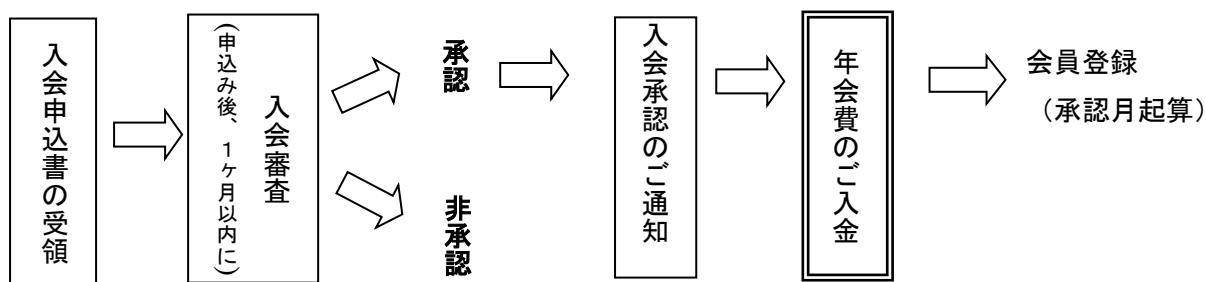 入会申込書の受領
入会審査
(申込み後、1ヶ月以内に)
承認
非承認
入会承認のご通知
年会費のご入金
会員登録
（承認月起算）